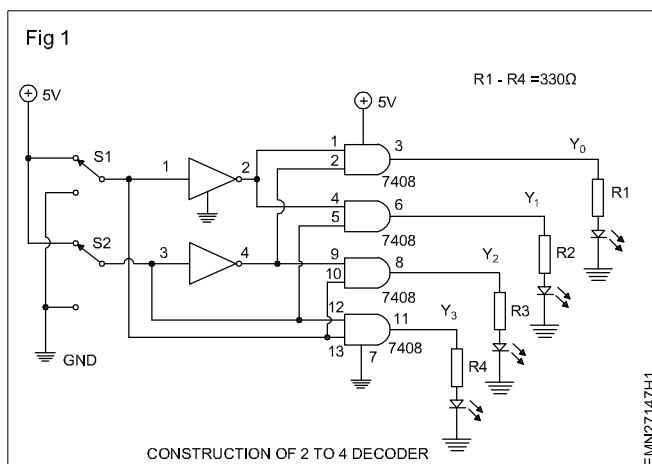 Fig 1
R1 - R4 =330Ω
5V
5V
S1
1
2
1
2
3
7408
Y0
R1
4
5
6
7408
Y1
R2
S2
3
4
9
10
8
7408
Y2
R3
12
13
11
7
7408
Y3
R4
GND
CONSTRUCTION OF 2 TO 4 DECODER
EMN27147H1